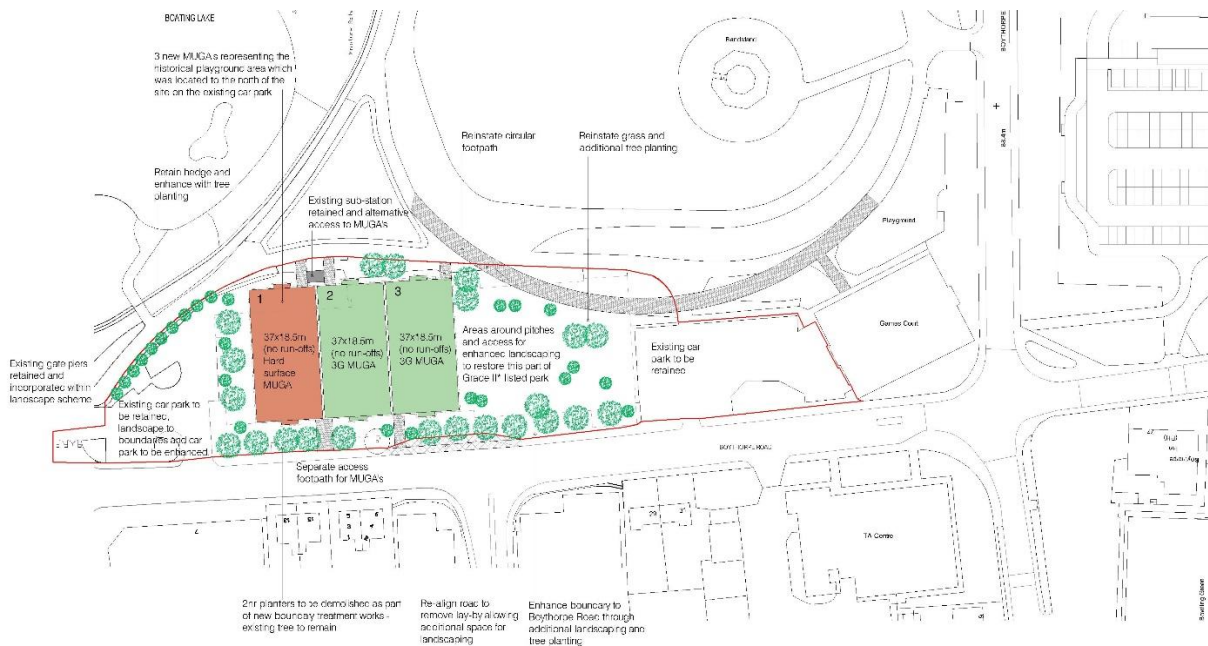 BOATING LAKE
3 new MUGA's representing the
historical playground area which
was located to the north of the
site on the existing car park
Bandstand
BOYTHORPE
Reinstate circular
footpath
Reinstate grass and
additional tree planting
88.4m
Retain hedge and
enhance with tree
planting
Existing sub-station
retained and alternative
access to MUGA's
Playground
1
37x18.5m
(no run-offs)
Hard
surface
MUGA
2
37x18.5m
(no run-offs)
3G MUGA
3
37x18.5m
(no run-offs)
3G MUGA
Areas around pitches
and access for
enhanced landscaping
to restore this part of
Grace II* listed park
Existing car
park to be
retained
Games Court
Existing gate piers
retained and
incorporated within
landscape scheme
Existing car park to
be retained,
landscape to
boundaries and car
park to be enhanced
Separate access
footpath for MUGA's
BOYTHORPE ROAD
TA Centre
Bowling Green
2nr planters to be demolished as part
of new boundary treatment works -
existing tree to remain
Re-align road to
remove lay-by allowing
additional space for
landscaping
Enhance boundary to
Boythorpe Road through
additional landscaping and
tree planting